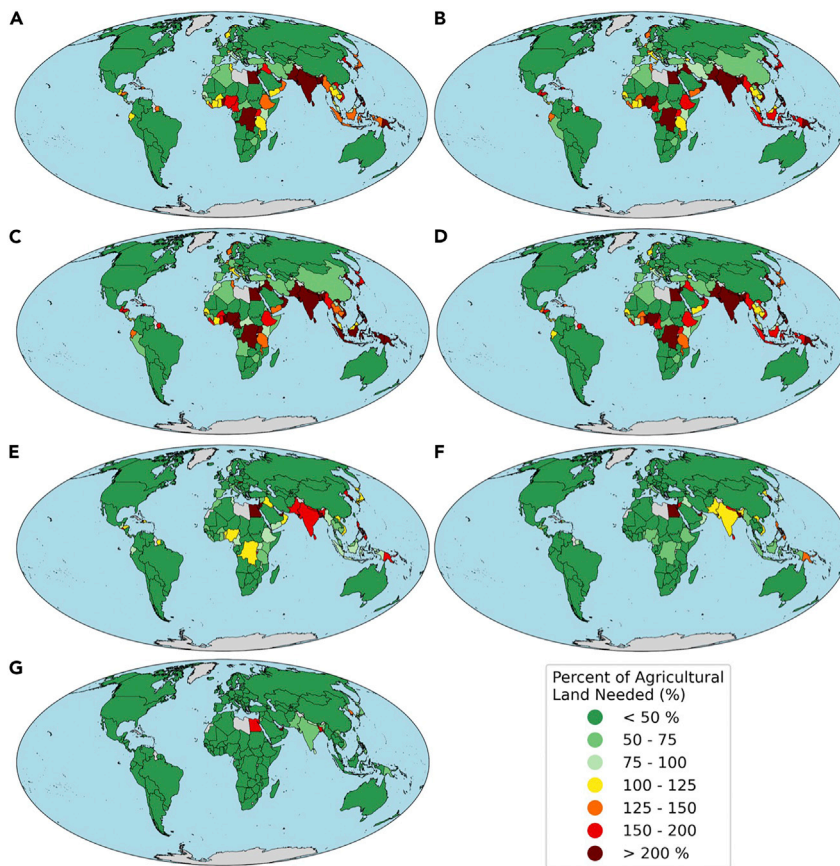 A
B
C
D
E
F
G
Percent of Agricultural
Land Needed (%)
< 50 %
50 - 75
75 - 100
100 - 125
125 - 150
150 - 200
> 200 %